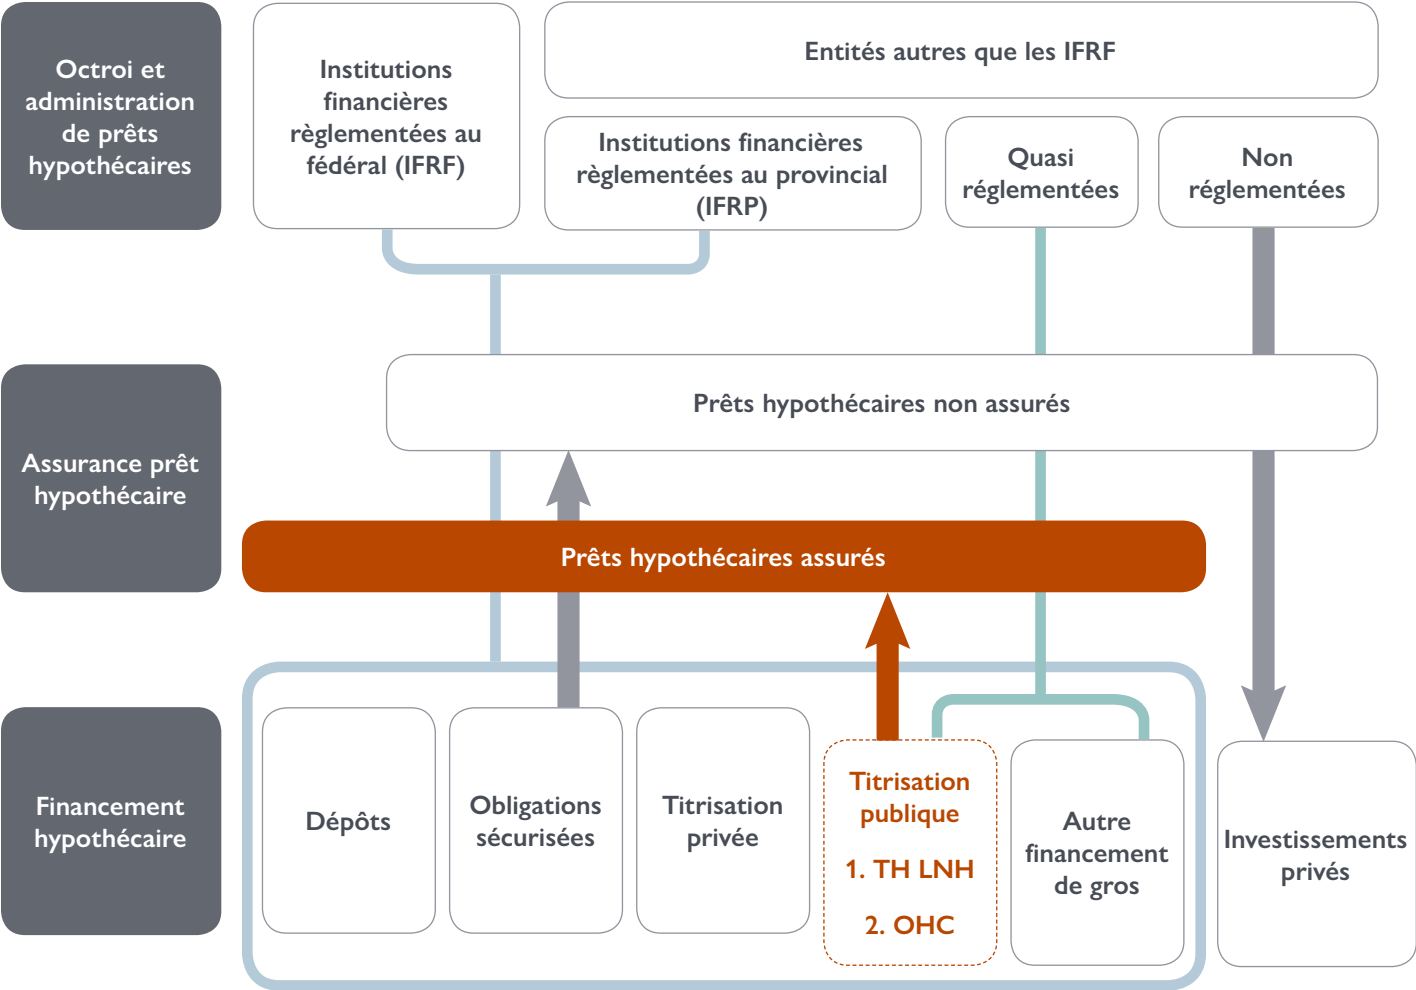 Octroi et
administration
de prêts
hypothécaires
Institutions
financières
règlementées au
fédéral (IFRF)
Entités autres que les IFRF
Institutions financières
règlementées au provincial
(IFRP)
Quasi
réglementées
Non
réglementées
Assurance prêt
hypothécaire
Prêts hypothécaires non assurés
Prêts hypothécaires assurés
Financement
hypothécaire
Dépôts
Obligations
sécurisées
Titrisation
privée
Titrisation
publique
1. TH LNH
2. OHC
Autre
financement
de gros
Investissements
privés